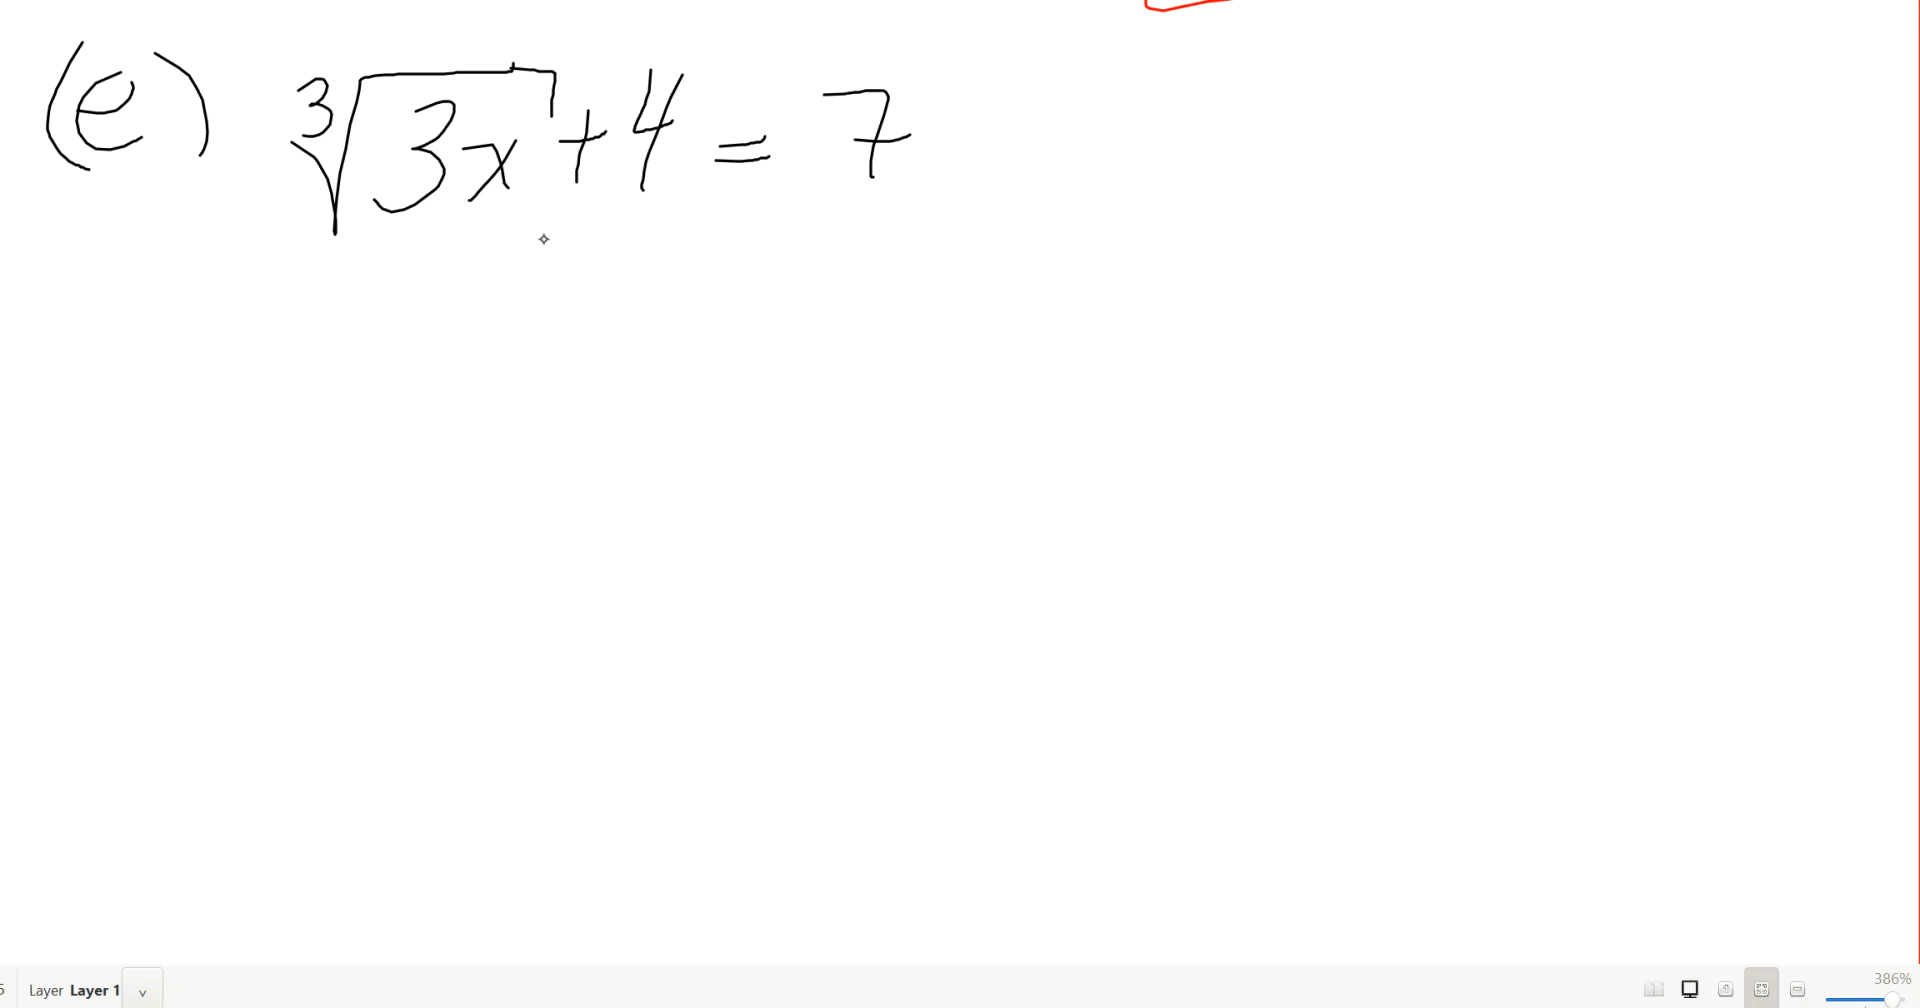 (e) ∛3x + 4 = 7
Layer Layer 1
386%